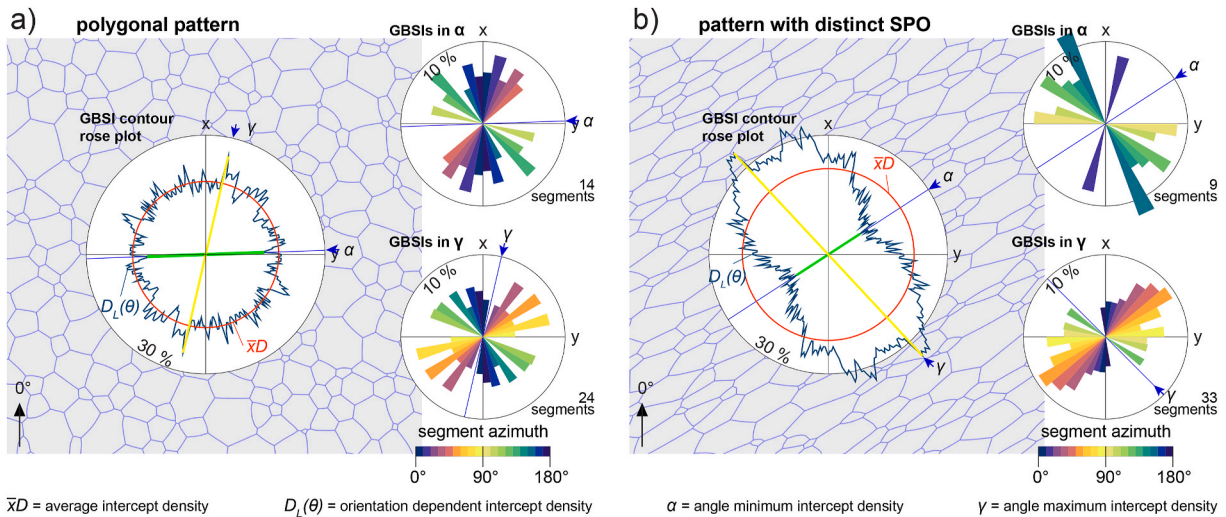 a) polygonal pattern
GBSIs in α
x
10 %
y
α
14
segments
GBSI contour
rose plot
x
γ
α
y
D_L(θ)
x̄D
30 %
0°
GBSIs in γ
x
γ
10 %
y
24
segments
segment azimuth
0° 90° 180°
b) pattern with distinct SPO
GBSIs in α
x
10 %
α
y
9
segments
GBSI contour
rose plot
x
x̄D
α
y
D_L(θ)
30 %
γ
0°
GBSIs in γ
x
10 %
y
γ
33
segments
segment azimuth
0° 90° 180°
x̄D = average intercept density D_L(θ) = orientation dependent intercept density α = angle minimum intercept density γ = angle maximum intercept density